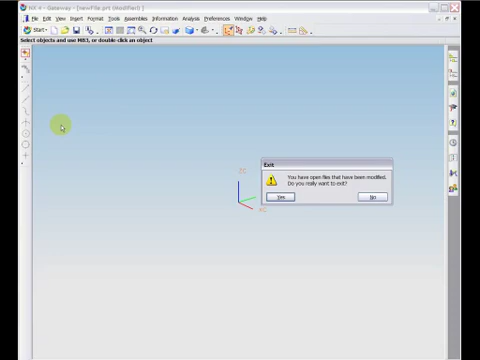 NX 4 - Gateway - [newFile.prt (Modified) ]
File Edit View Insert Format Tools Assemblies Information Analysis Preferences Window Help
Start
Select objects and use MB3, or double-click an object
Exit
You have open files that have been modified.
Do you really want to exit?
Yes No
ZC
XC